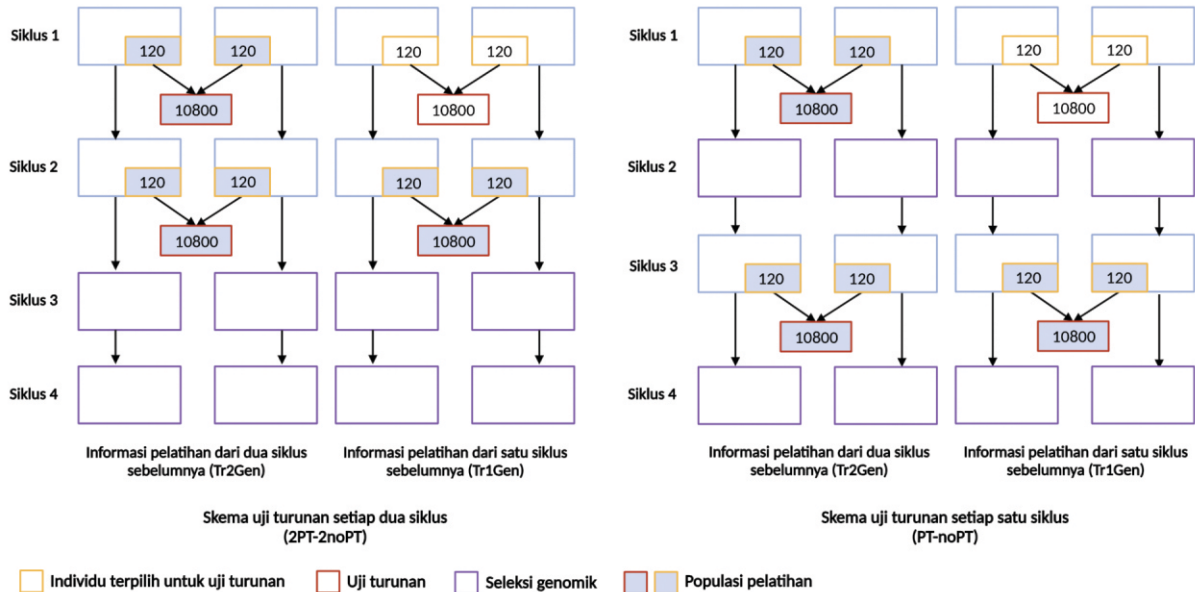 Siklus 1
120
120
120
120
10800
10800
Siklus 2
120
120
120
120
10800
10800
Siklus 3
Siklus 4
Informasi pelatihan dari dua siklus
sebelumnya (Tr2Gen)
Informasi pelatihan dari satu siklus
sebelumnya (Tr1Gen)
Skema uji turunan setiap dua siklus
(2PT-2noPT)
Siklus 1
120
120
120
120
10800
10800
Siklus 2
Siklus 3
120
120
120
120
10800
10800
Siklus 4
Informasi pelatihan dari dua siklus
sebelumnya (Tr2Gen)
Informasi pelatihan dari satu siklus
sebelumnya (Tr1Gen)
Skema uji turunan setiap satu siklus
(PT-noPT)
Individu terpilih untuk uji turunan
Uji turunan
Seleksi genomik
Populasi pelatihan